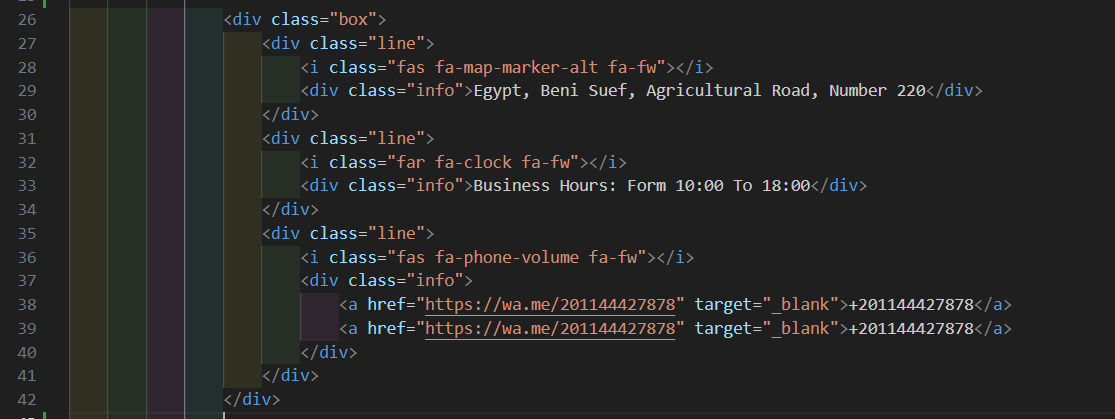 26 <div class="box">
27 <div class="line">
28 <i class="fas fa-map-marker-alt fa-fw"></i>
29 <div class="info">Egypt, Beni Suef, Agricultural Road, Number 220</div>
30 </div>
31 <div class="line">
32 <i class="far fa-clock fa-fw"></i>
33 <div class="info">Business Hours: Form 10:00 To 18:00</div>
34 </div>
35 <div class="line">
36 <i class="fas fa-phone-volume fa-fw"></i>
37 <div class="info">
38 <a href="https://wa.me/201144427878" target="_blank">+201144427878</a>
39 <a href="https://wa.me/201144427878" target="_blank">+201144427878</a>
40 </div>
41 </div>
42 </div>